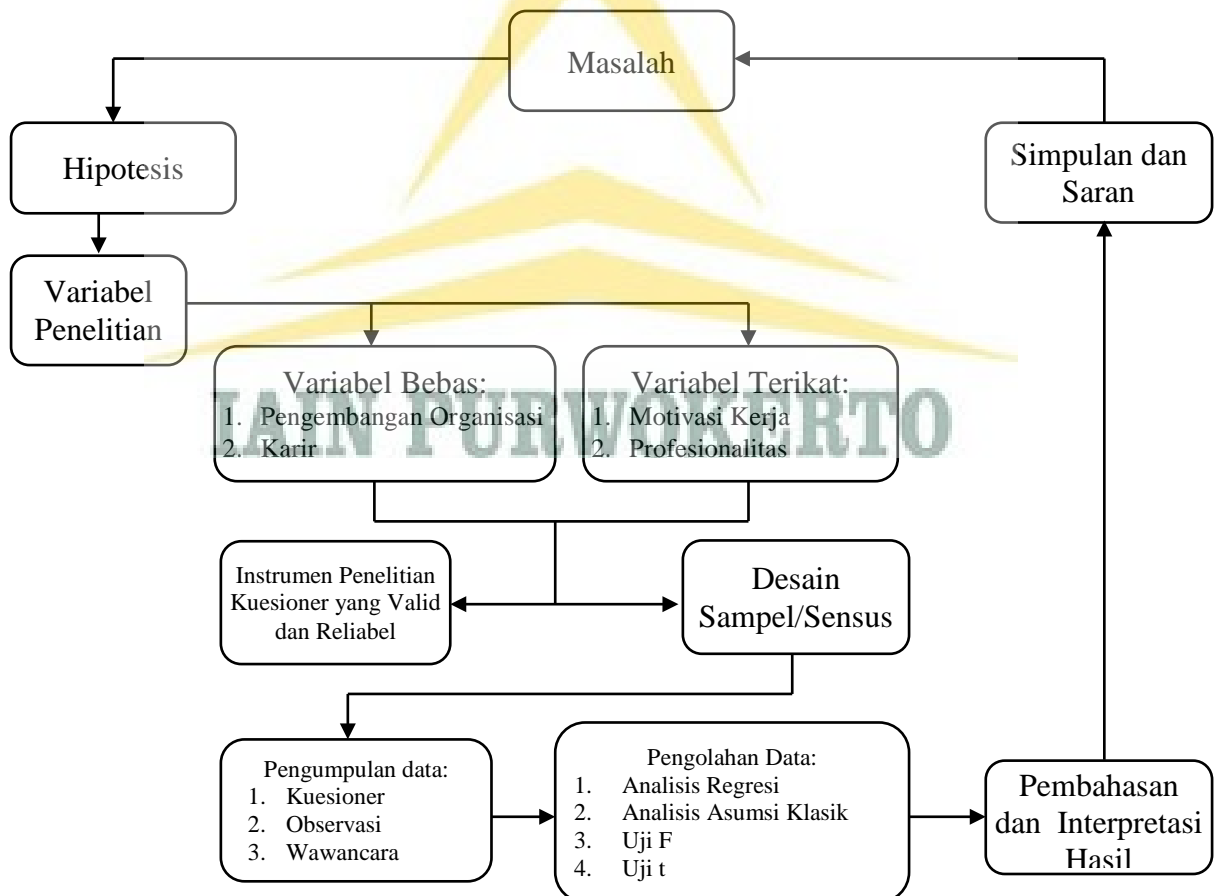 Masalah
Hipotesis
Simpulan dan
Saran
Variabel
Penelitian
Variabel Bebas:
1. Pengembangan Organisasi
2. Karir
Variabel Terikat:
1. Motivasi Kerja
2. Profesionalitas
IAIN PURWOKERTO
Instrumen Penelitian
Kuesioner yang Valid
dan Reliabel
Desain
Sampel/Sensus
Pengumpulan data:
1. Kuesioner
2. Observasi
3. Wawancara
Pengolahan Data:
1. Analisis Regresi
2. Analisis Asumsi Klasik
3. Uji F
4. Uji t
Pembahasan
dan Interpretasi
Hasil